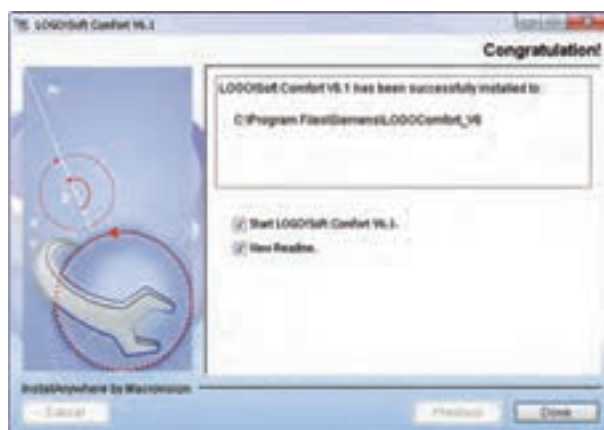 LOGO!Soft Comfort V6.1
Congratulation!
LOGO!Soft Comfort V6.1 has been successfully installed to:
C:\Program Files\Siemens\LOGOComfort_V6
Start LOGO!Soft Comfort V6.1.
View Readme.
InstallAnywhere by Macrovision
Cancel
Previous
Done